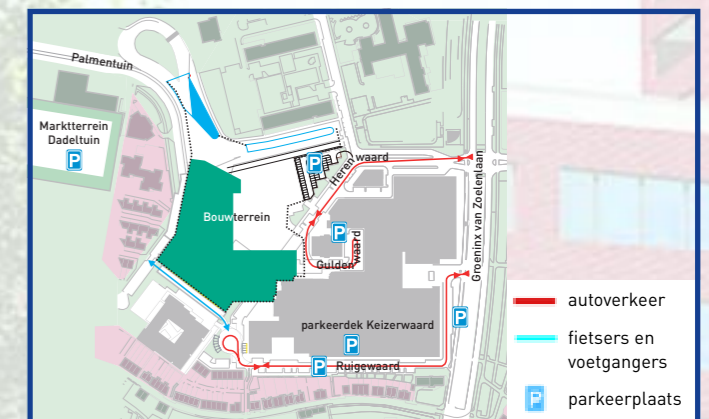 Palmentuin
Marktterrein
Dadeltuin
P
Bouwterrein
P
Herenwaard
P
Guldenwaard
Groeninx van Zoelenlaan
parkeerdek Keizerwaard
P
P
P
Ruigewaard
autoverkeer
fietsers en
voetgangers
P
parkeerplaats